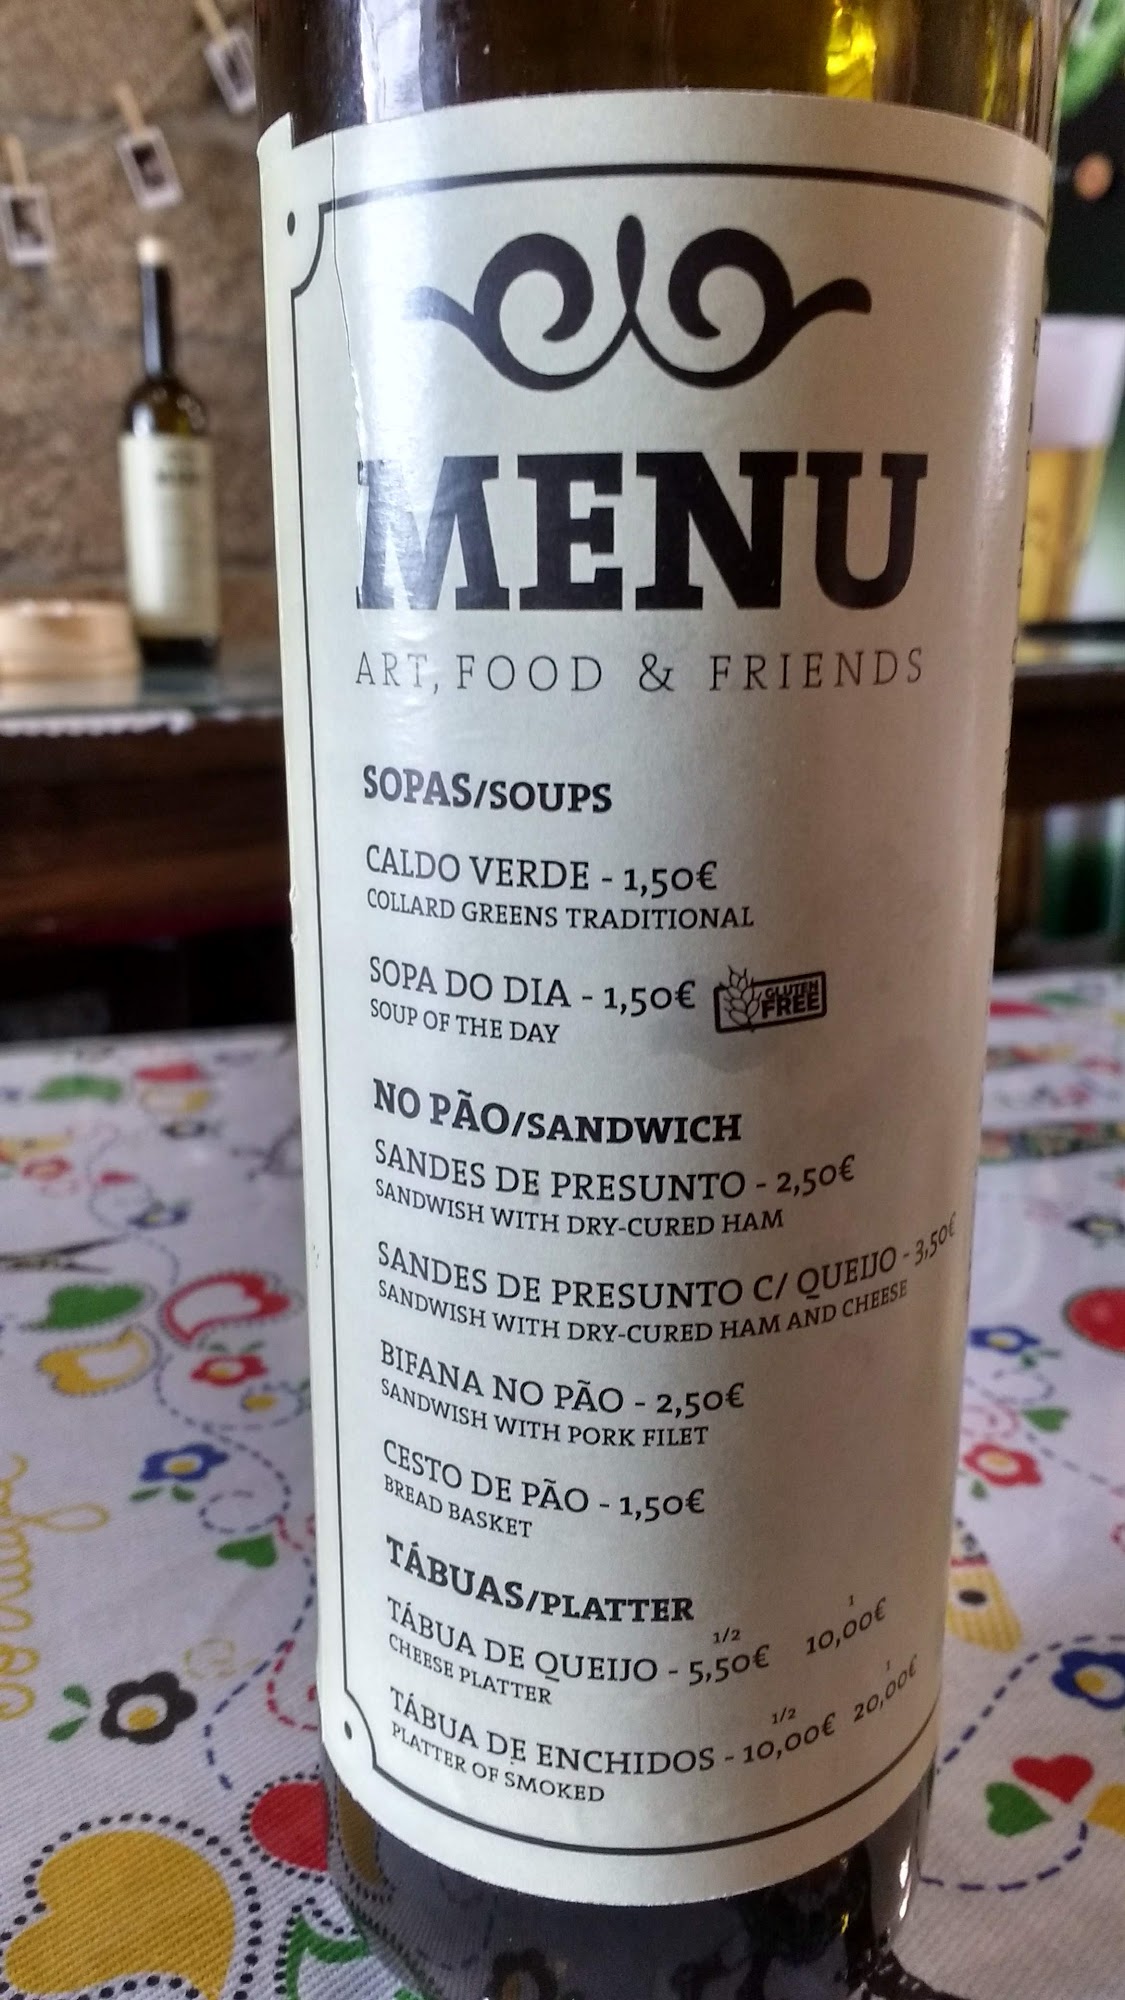 MENU
ART, FOOD & FRIENDS
SOPAS/SOUPS
CALDO VERDE - 1,50€
COLLARD GREENS TRADITIONAL
SOPA DO DIA - 1,50€ GLUTEN FREE
SOUP OF THE DAY
NO PÃO/SANDWICH
SANDES DE PRESUNTO - 2,50€
SANDWISH WITH DRY-CURED HAM
SANDES DE PRESUNTO C/ QUEIJO - 3,50€
SANDWISH WITH DRY-CURED HAM AND CHEESE
BIFANA NO PÃO - 2,50€
SANDWISH WITH PORK FILET
CESTO DE PÃO - 1,50€
BREAD BASKET
TÁBUAS/PLATTER
1/2 1
TÁBUA DE QUEIJO - 5,50€ 10,00€
CHEESE PLATTER
1/2 1
TÁBUA DE ENCHIDOS - 10,00€ 20,00€
PLATTER OF SMOKED